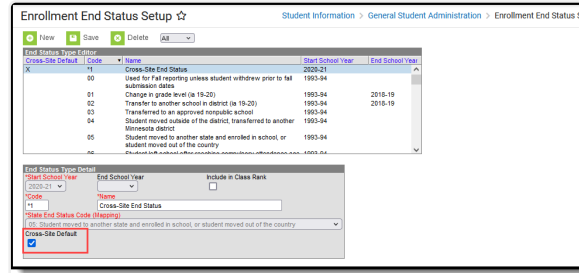 Enrollment End Status Setup ☆
Student Information > General Student Administration > Enrollment End Status S
New Save Delete All
End Status Type Editor
Cross-Site Default Code Name Start School Year End School Year
X *1 Cross-Site End Status 2020-21
00 Used for Fall reporting unless student withdrew prior to fall 1993-94
submission dates
01 Change in grade level (ia 19-20) 1993-94 2018-19
02 Transfer to another school in district (ia 19-20) 1993-94 2018-19
03 Transferred to an approved nonpublic school 1993-94
04 Student moved outside of the district, transferred to another 1993-94
Minnesota district
05 Student moved to another state and enrolled in school, or 1993-94
student moved out of the country
End Status Type Detail
*Start School Year End School Year Include in Class Rank
2020-21
*Code *Name
*1 Cross-Site End Status
*State End Status Code (Mapping)
05: Student moved to another state and enrolled in school, or student moved out of the country
Cross-Site Default